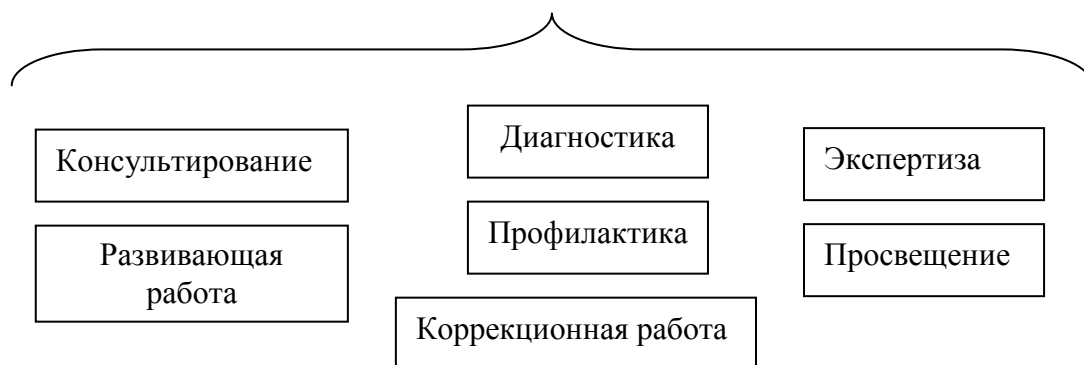 Консультирование
Развивающая
работа
Диагностика
Профилактика
Коррекционная работа
Экспертиза
Просвещение